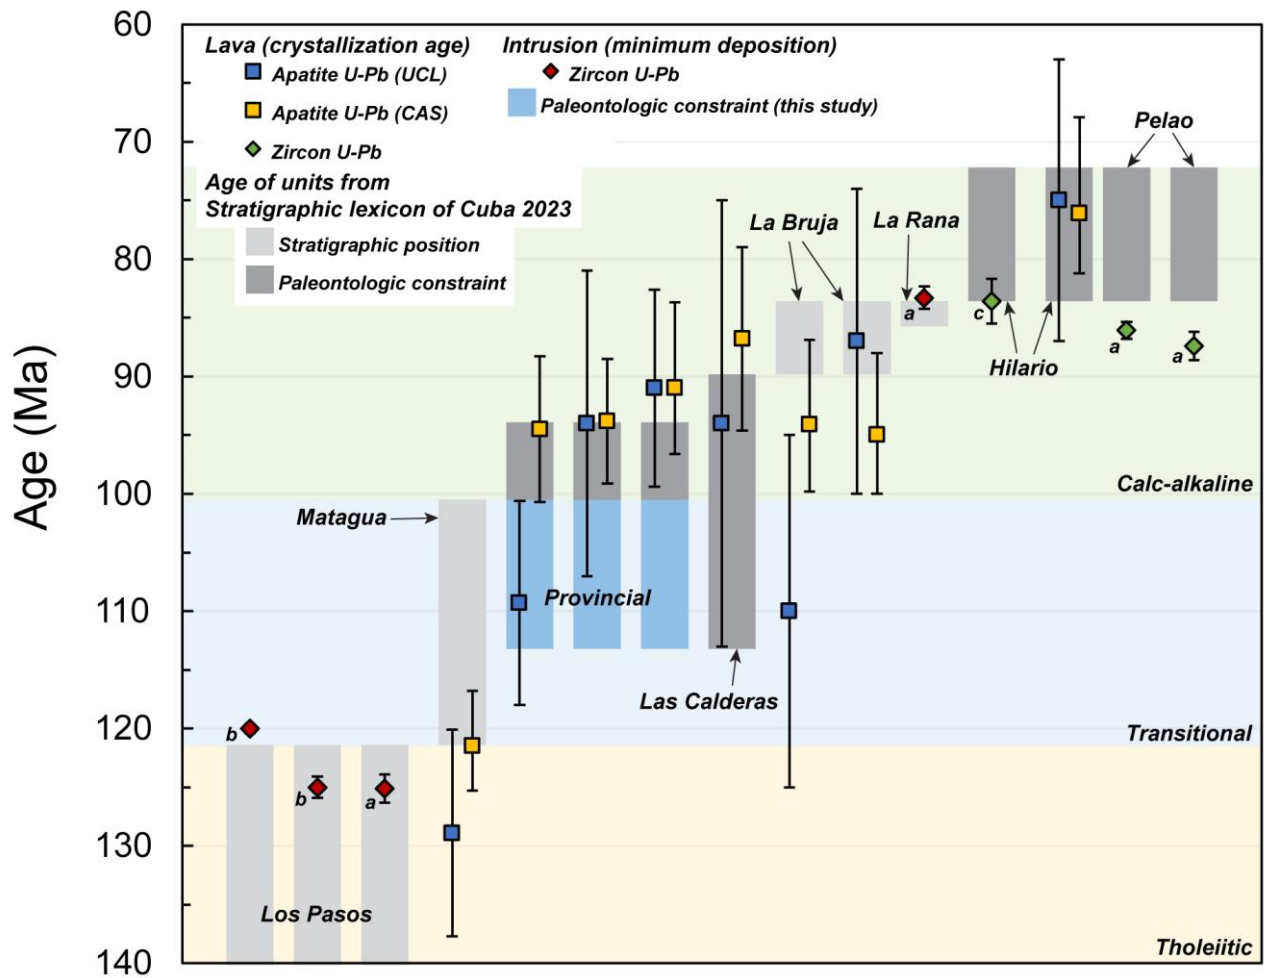 60
70
80
90
100
110
120
130
140
Age (Ma)
Lava (crystallization age)
Apatite U-Pb (UCL)
Apatite U-Pb (CAS)
Zircon U-Pb
Intrusion (minimum deposition)
Zircon U-Pb
Paleontologic constraint (this study)
Age of units from
Stratigraphic lexicon of Cuba 2023
Stratigraphic position
Paleontologic constraint
Pelao
La Bruja
La Rana
a
c
Hilario
a
a
Calc-alkaline
Matagua
Provincial
Las Calderas
Transitional
b
b
a
Los Pasos
Tholeiitic